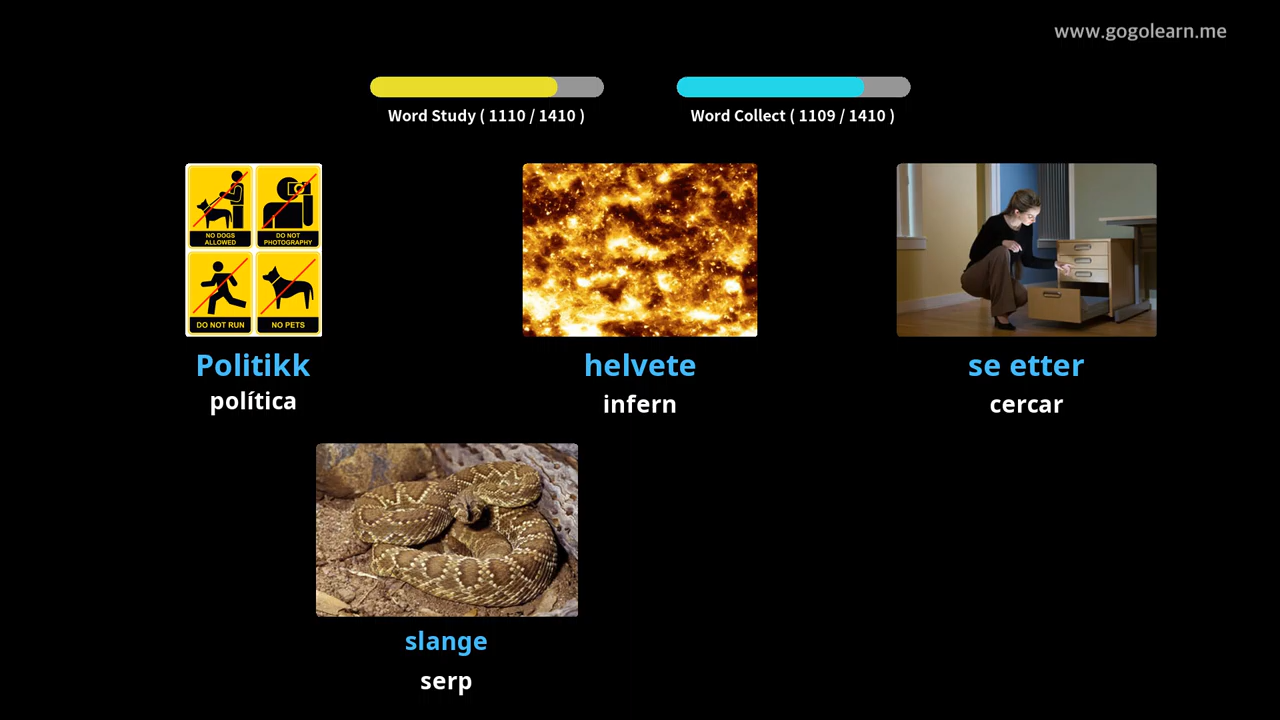 www.gogolearn.me
Word Study ( 1110 / 1410 )
Word Collect ( 1109 / 1410 )
NO DOGS
ALLOWED
DO NOT
PHOTOGRAPHY
DO NOT RUN
NO PETS
Politikk
política
helvete
infern
se etter
cercar
slange
serp